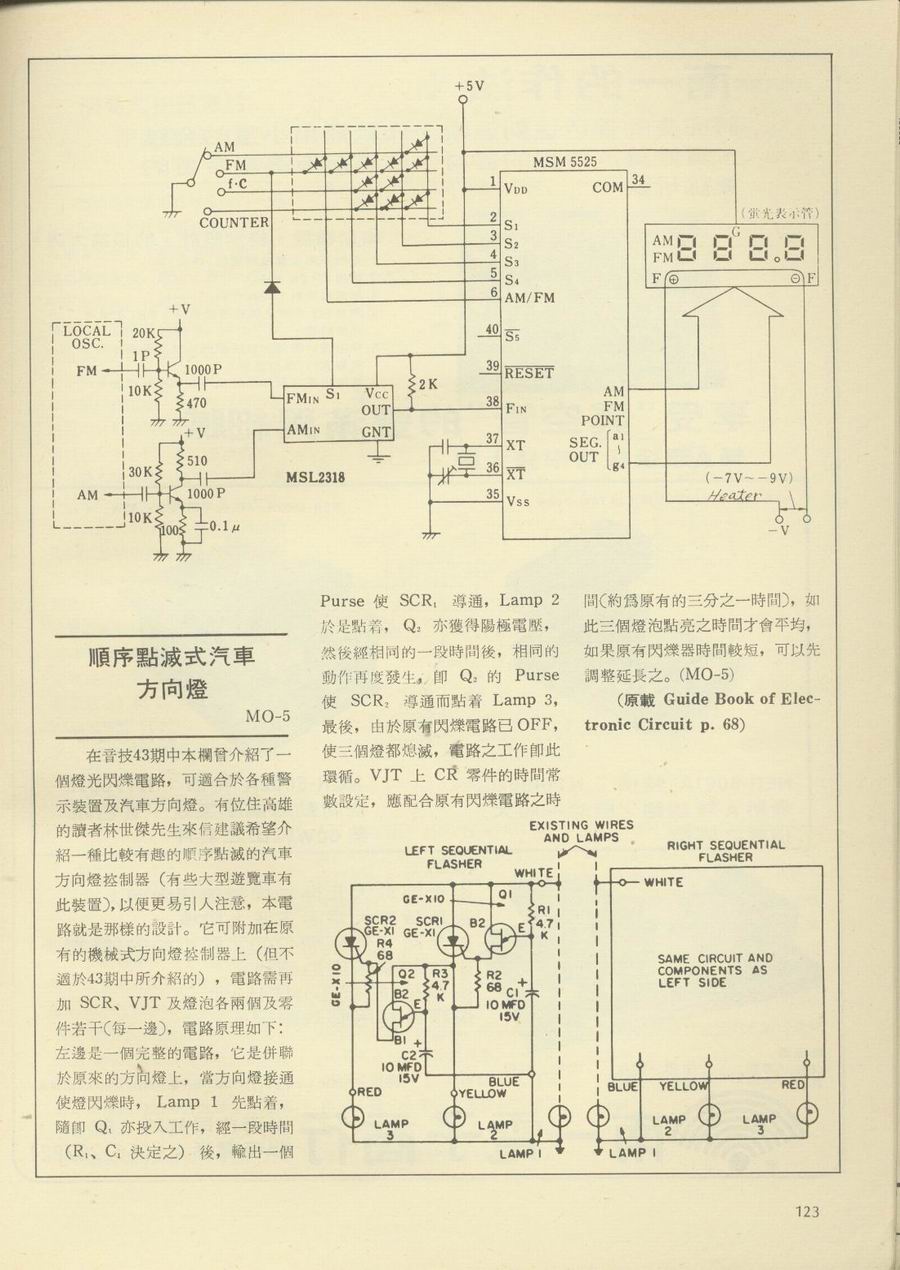 +5V
AM
FM
f·C
COUNTER
MSM 5525
1
VDD
COM
34
2
S1
3
S2
4
S3
5
S4
6
AM/FM
40
S5
39
RESET
38
FIN
37
XT
36
XT
35
VSS
AM
FM
POINT
SEG.
OUT
a1
g4
(螢光表示管)
AM
FM
G
8 8 8.8
F ⊕
⊖ F
(-7V~-9V)
Heater
-V
+V
LOCAL
OSC.
20K
1P
FM
1000P
10K
470
+V
510
30K
AM
1000P
10K
100
0.1μ
FMIN
S1
VCC
OUT
AMIN
GNT
MSL2318
2K
順序點滅式汽車
方向燈
MO-5
在音技43期中本欄曾介紹了一
個燈光閃爍電路，可適合於各種警
示裝置及汽車方向燈。有位住高雄
的讀者林世傑先生來信建議希望介
紹一種比較有趣的順序點滅的汽車
方向燈控制器（有些大型遊覽車有
此裝置），以便更易引人注意，本電
路就是那樣的設計。它可附加在原
有的機械式方向燈控制器上（但不
適於43期中所介紹的），電路需再
加 SCR、VJT 及燈泡各兩個及零
件若干(每一邊)，電路原理如下：
左邊是一個完整的電路，它是併聯
於原來的方向燈上，當方向燈接通
使燈閃爍時， Lamp 1 先點着，
隨即 Q1 亦投入工作，經一段時間
（R1、C1 決定之）後，輸出一個
Purse 使 SCR1 導通，Lamp 2
於是點着， Q2 亦獲得陽極電壓，
然後經相同的一段時間後，相同的
動作再度發生，即 Q2 的 Purse
使 SCR2 導通而點着 Lamp 3，
最後，由於原有閃爍電路已 OFF，
使三個燈都熄滅，電路之工作即此
環循。VJT 上 CR 零件的時間常
數設定，應配合原有閃爍電路之時
間(約爲原有的三分之一時間)，如
此三個燈泡點亮之時間才會平均，
如果原有閃爍器時間較短，可以先
調整延長之。(MO-5)
(原載 Guide Book of Elec-
tronic Circuit p. 68)
EXISTING WIRES
AND LAMPS
LEFT SEQUENTIAL
FLASHER
RIGHT SEQUENTIAL
FLASHER
WHITE
WHITE
GE-X10
Q1
SCR2
GE-X1
SCR1
GE-X1
B2
E
R1
4.7
K
R4
68
GE-X10
Q2
B2
E
B1
R3
4.7
K
R2
68
+
C1
10 MFD
15V
+
C2
10 MFD
15V
SAME CIRCUIT AND
COMPONENTS AS
LEFT SIDE
RED
YELLOW
BLUE
BLUE
YELLOW
RED
LAMP
3
LAMP
2
LAMP 1
LAMP 1
LAMP
2
LAMP
3
123